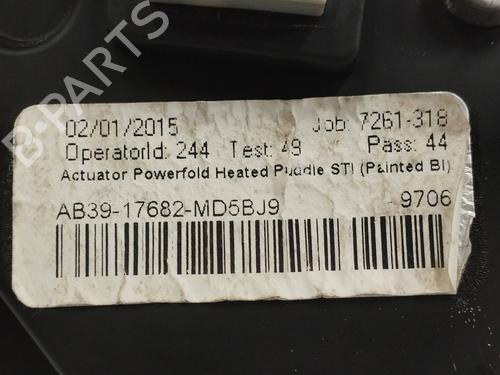 02/01/2015 Job: 7261-318
OperatorId: 244 Test: 49 Pass: 44
Actuator Powerfold Heated Puddle STI (Painted BI)
AB39-17682-MD5BJ9 9706
B-PARTS